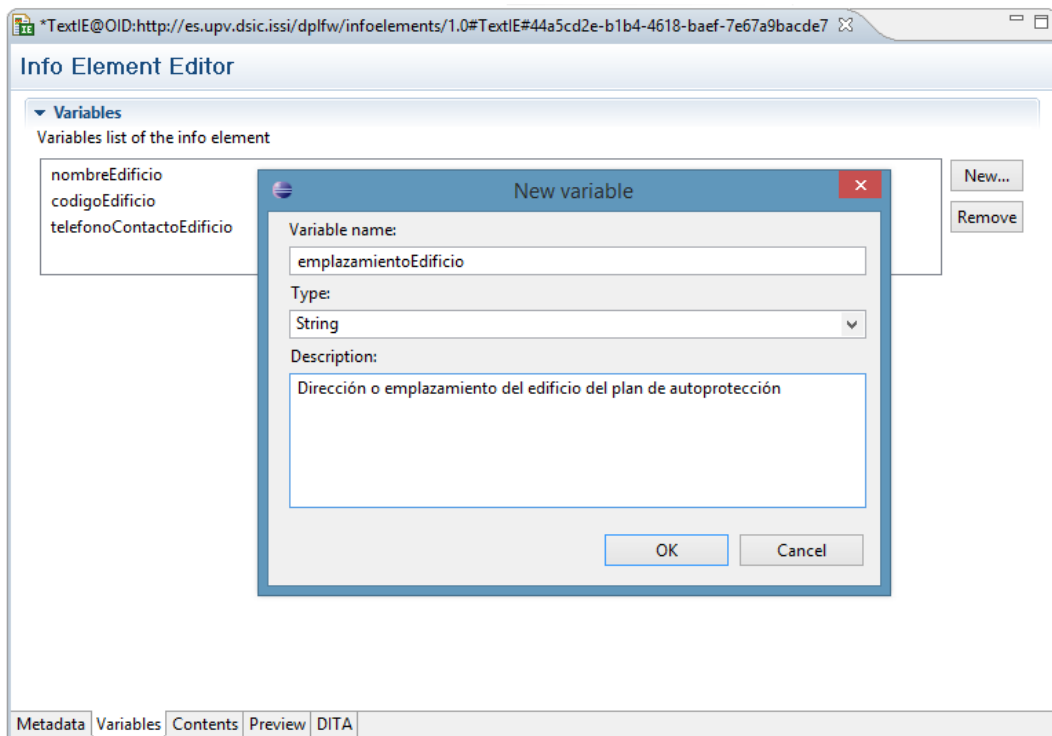 *TextIE@OID:http://es.upv.dsic.issi/dplfw/infoelements/1.0#TextIE#44a5cd2e-b1b4-4618-baef-7e67a9bacde7
Info Element Editor
Variables
Variables list of the info element
nombreEdificio
codigoEdificio
telefonoContactoEdificio
New...
Remove
New variable
Variable name:
emplazamientoEdificio
Type:
String
Description:
Dirección o emplazamiento del edificio del plan de autoprotección
OK Cancel
Metadata Variables Contents Preview DITA